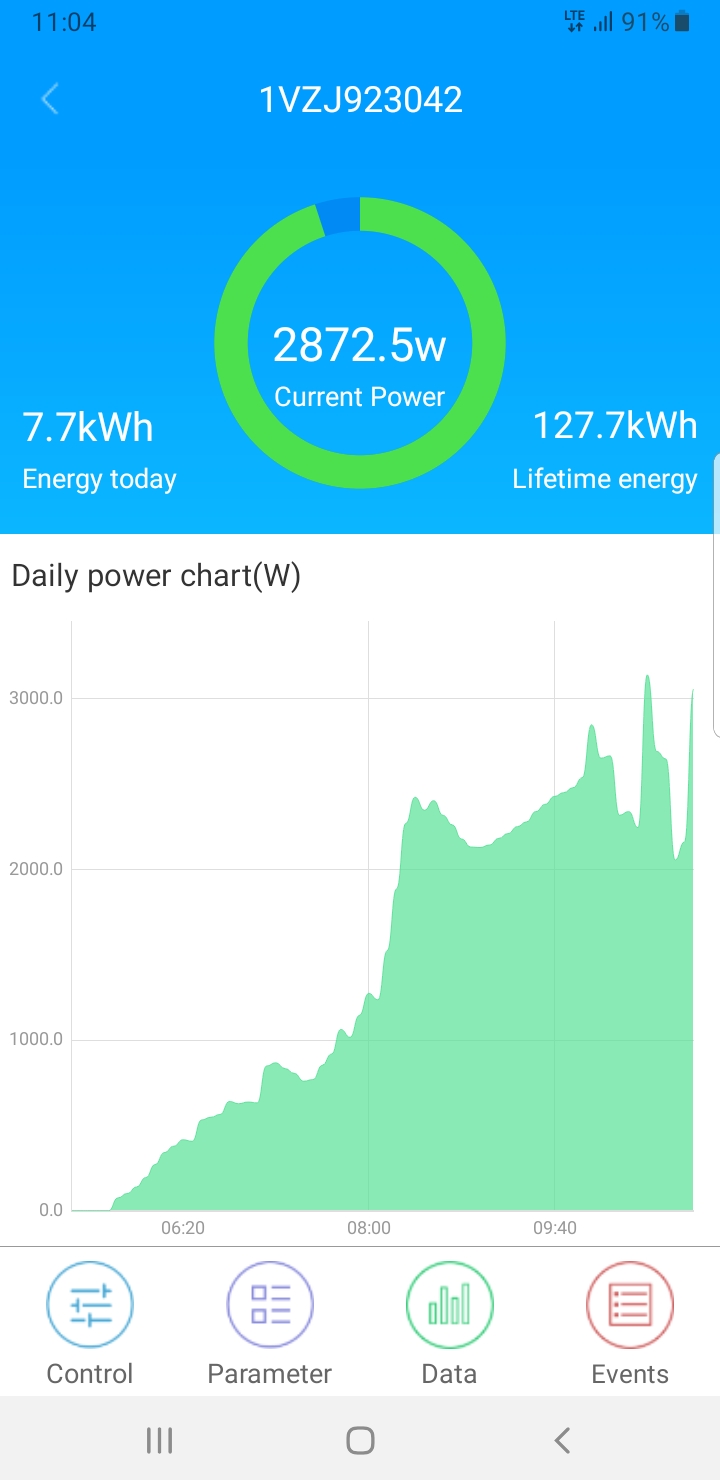 11:04
LTE
91%
1VZJ923042
2872.5w
Current Power
7.7kWh
Energy today
127.7kWh
Lifetime energy
Daily power chart(W)
3000.0
2000.0
1000.0
0.0
06:20
08:00
09:40
Control
Parameter
Data
Events